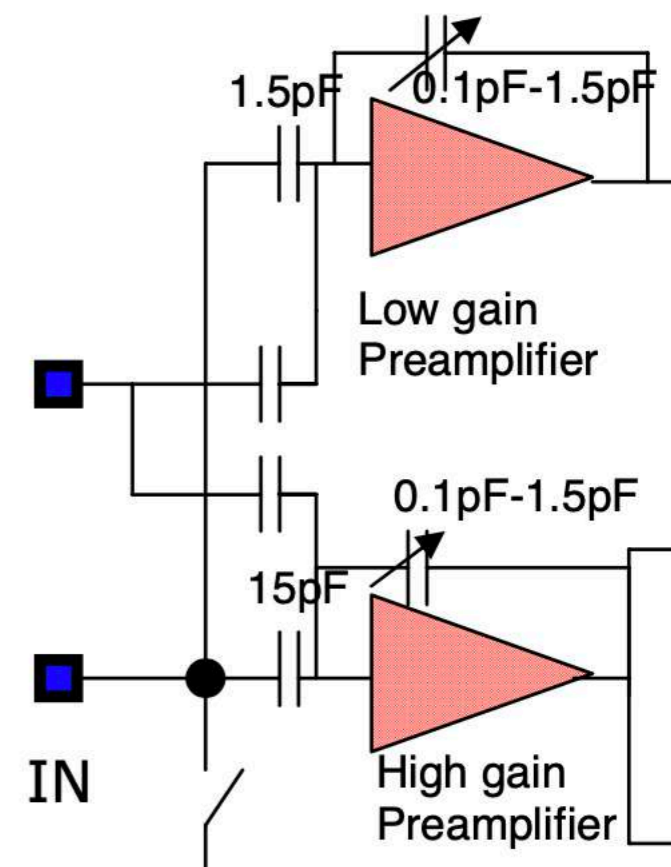 1.5pF
0.1pF-1.5pF
Low gain
Preamplifier
0.1pF-1.5pF
15pF
IN
High gain
Preamplifier